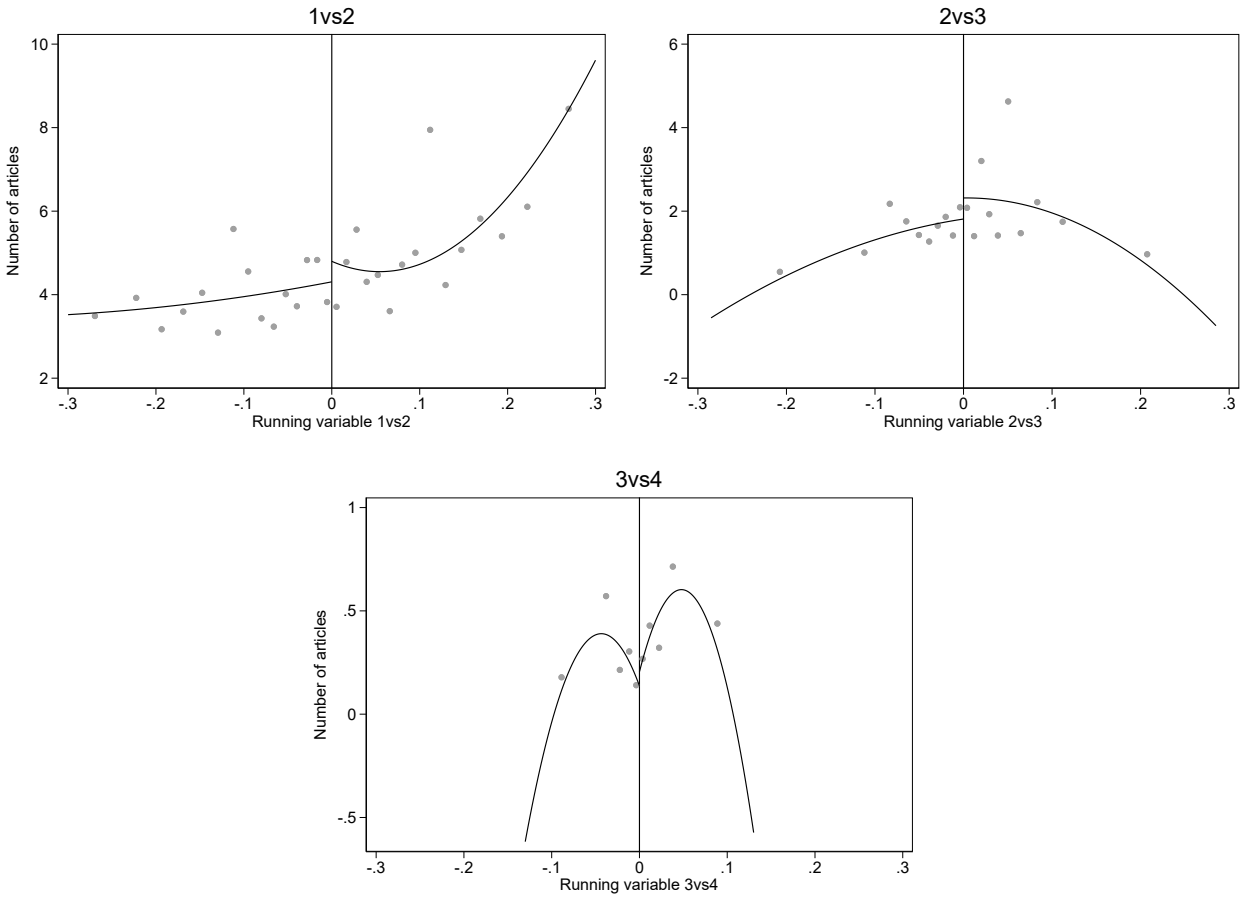 1vs2
10
8
6
4
2
Number of articles
-.3 -.2 -.1 0 .1 .2 .3
Running variable 1vs2
2vs3
6
4
2
0
-2
Number of articles
-.3 -.2 -.1 0 .1 .2 .3
Running variable 2vs3
3vs4
1
.5
0
-.5
Number of articles
-.3 -.2 -.1 0 .1 .2 .3
Running variable 3vs4